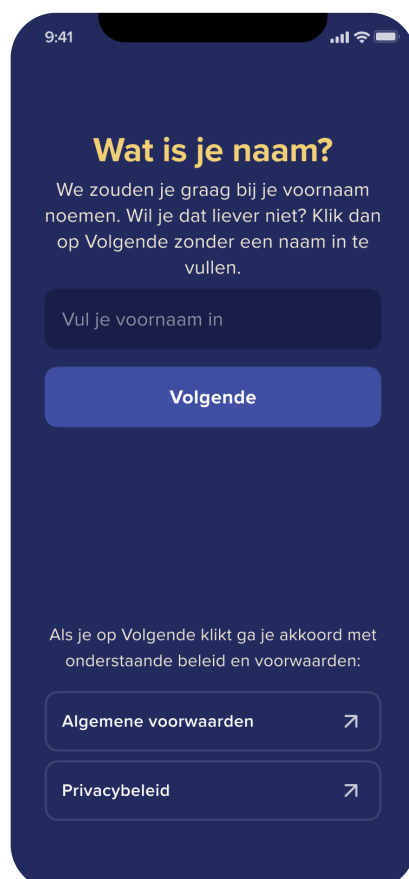 9:41
Wat is je naam?
We zouden je graag bij je voornaam
noemen. Wil je dat liever niet? Klik dan
op Volgende zonder een naam in te
vullen.
Vul je voornaam in
Volgende
Als je op Volgende klikt ga je akkoord met
onderstaande beleid en voorwaarden:
Algemene voorwaarden
Privacybeleid